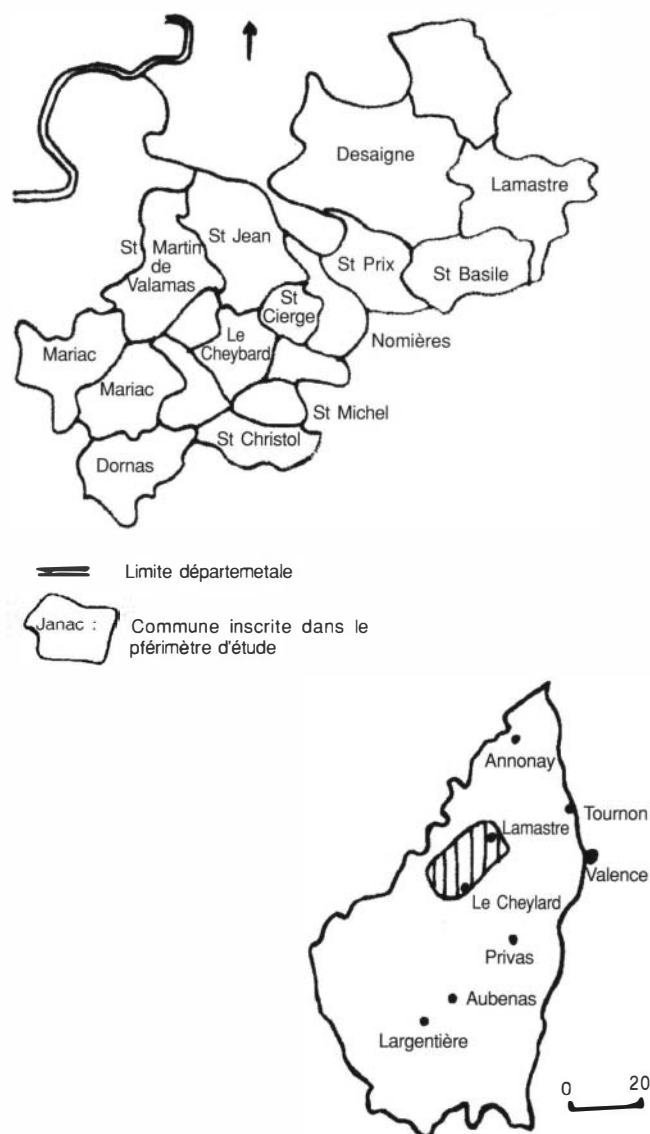 Desaigne
Lamastre
St Jean
St Martin
de
Valamas
St Prix
St Basile
St
Cierge
Le
Cheybard
Nomières
Mariac
Mariac
St Michel
St Christol
Dornas
Limite départemetale
Janac :
Commune inscrite dans le
pférimètre d'étude
Annonay
Tournon
Lamastre
Valence
Le Cheylard
Privas
Aubenas
Largentière
0 20